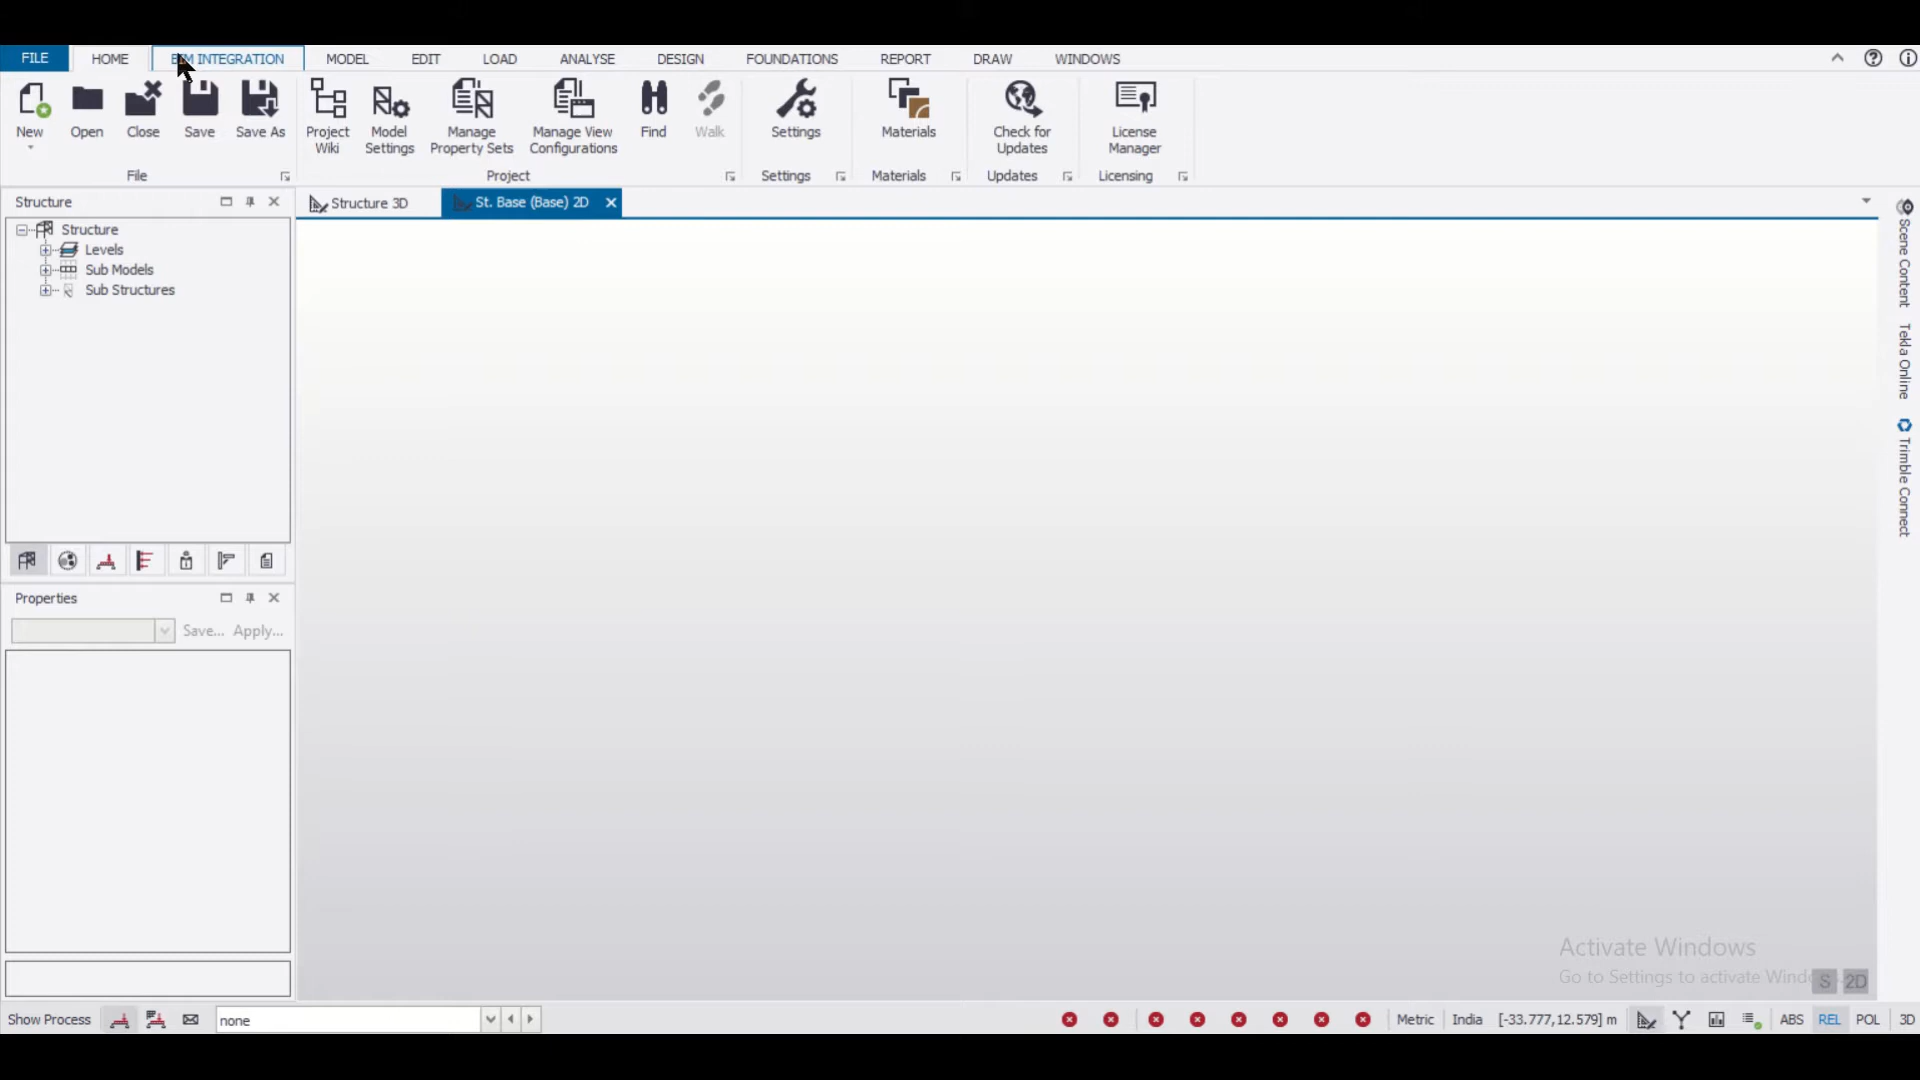 FILE HOME BIM INTEGRATION MODEL EDIT LOAD ANALYSE DESIGN FOUNDATIONS REPORT DRAW WINDOWS
New Open Close Save Save As Project Wiki Model Settings Manage Property Sets Manage View Configurations Find Walk Settings Materials Check for Updates License Manager
File Project Settings Materials Updates Licensing
Structure
Structure 3D St. Base (Base) 2D
Structure
Levels
Sub Models
Sub Structures
Scene Content
Tekla Online
Trimble Connect
Properties
Save... Apply...
Activate Windows
Go to Settings to activate Wind
S 2D
Show Process none Metric India [-33.777,12.579] m ABS REL POL 3D